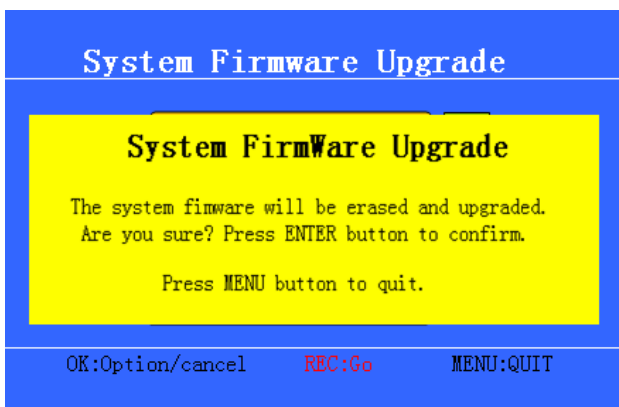 System Firmware Upgrade
System FirmWare Upgrade
The system fimware will be erased and upgraded.
Are you sure? Press ENTER button to confirm.
Press MENU button to quit.
OK:Option/cancel REC:Go MENU:QUIT